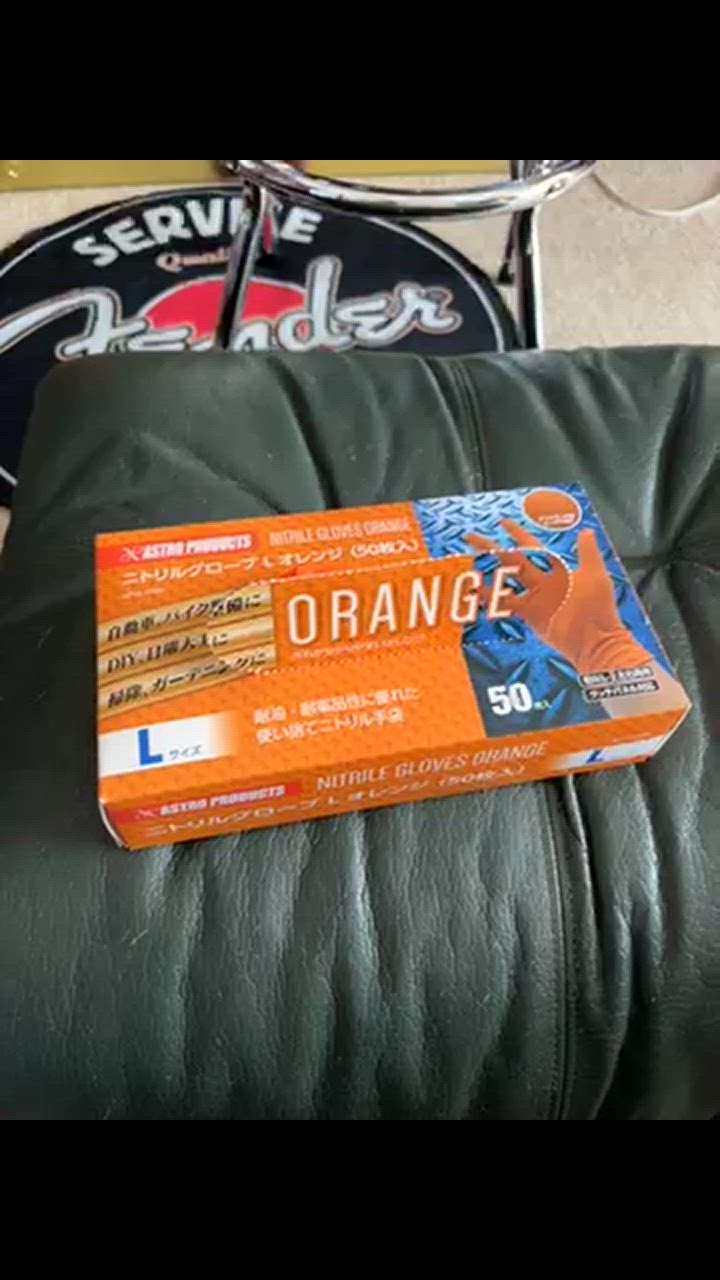 SERVICE
Fender
ASTRO PRODUCTS
NITRILE GLOVES ORANGE
ニトリルグローブ L オレンジ (50枚入)
自動車、バイク整備に
DIY、日曜大工に
掃除、ガーデニングに
ORANGE
50枚入
L サイズ
耐油・耐薬品性に優れた
使い捨てニトリル手袋
ASTRO PRODUCTS
NITRILE GLOVES ORANGE
ニトリルグローブ L オレンジ (50枚入)
L